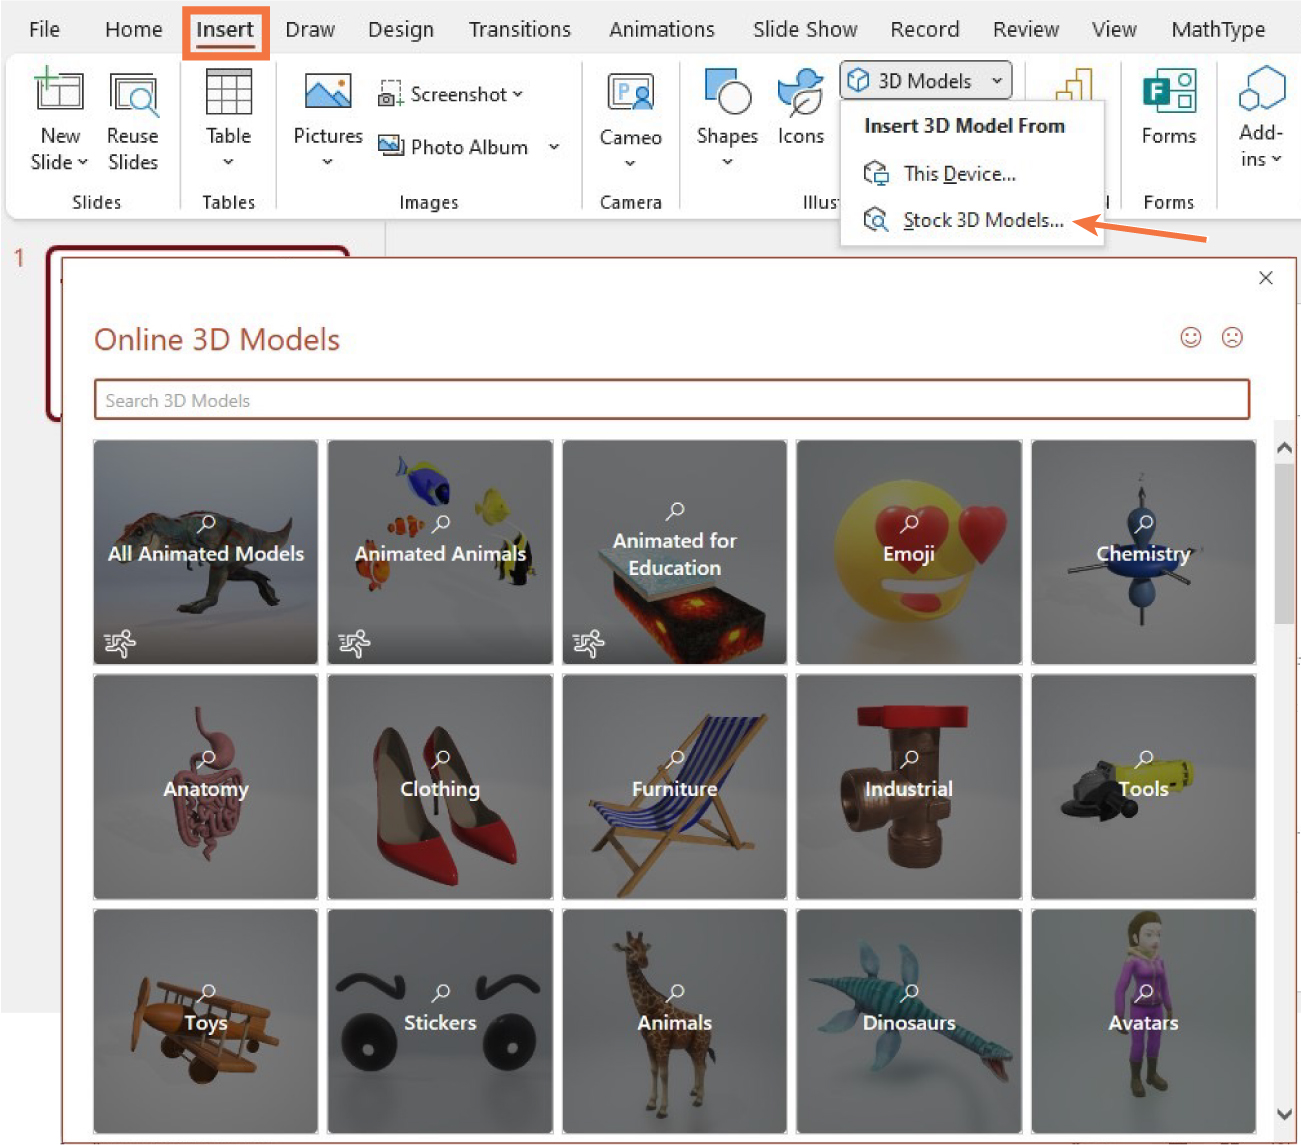 File Home Insert Draw Design Transitions Animations Slide Show Record Review View MathType
3D Models
Screenshot
Photo Album
New
Slide
Reuse
Slides
Table
Pictures
Cameo
Shapes
Icons
Forms
Add-
ins
Insert 3D Model From
This Device...
Stock 3D Models...
Slides Tables Images Camera Illus Forms
1
Online 3D Models
Search 3D Models
All Animated Models
Animated Animals
Animated for
Education
Emoji
Chemistry
Anatomy
Clothing
Furniture
Industrial
Tools
Toys
Stickers
Animals
Dinosaurs
Avatars